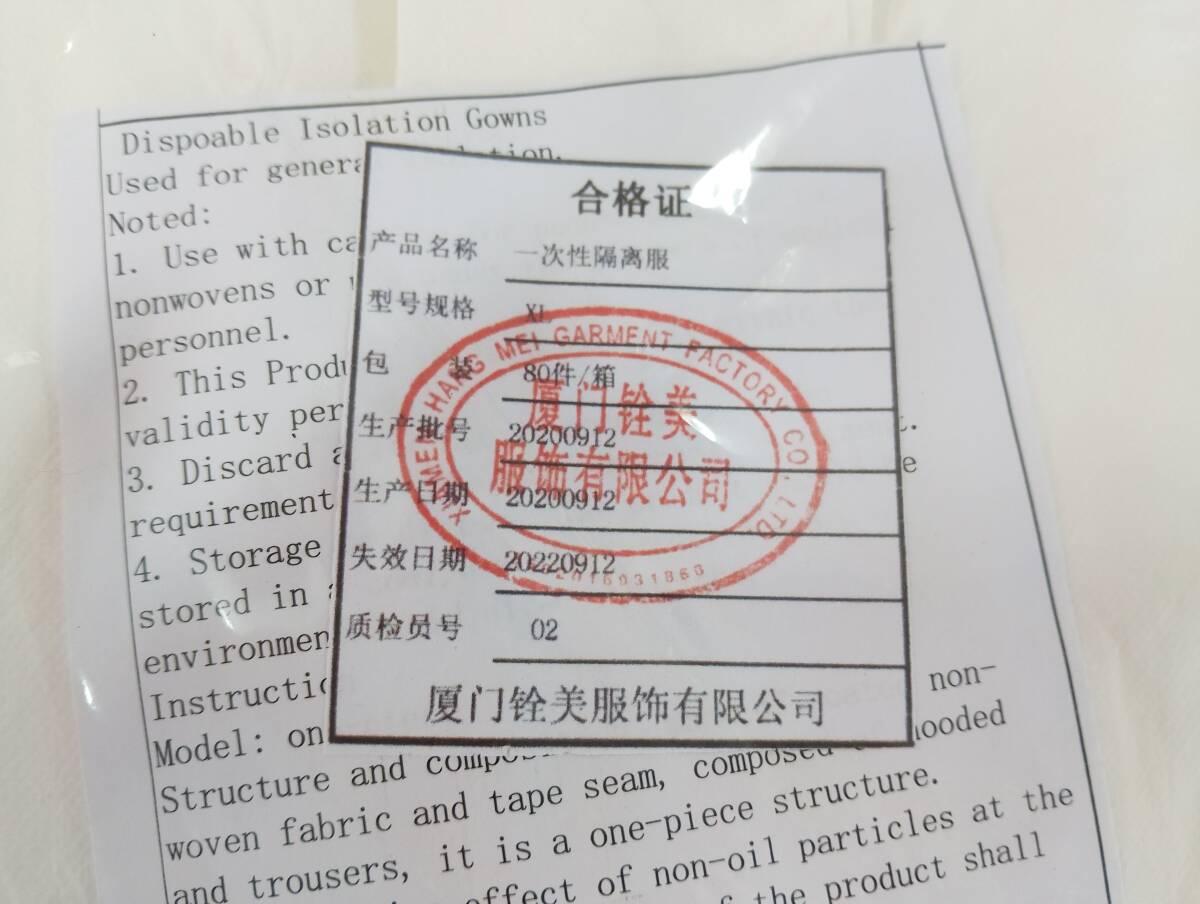 Dispoable Isolation Gowns
Used for genera
tion.
Noted:
1. Use with ca
nonwovens or
personnel.
2. This Produ
validity per
3. Discard a
requirement
4. Storage
stored in
environmen
Instructio
Model: on
non-
Structure and compos
composed
hooded
woven fabric and tape seam,
and trousers, it is a one-piece structure.
effect of non-oil particles at the
the product shall
合格证
产品名称 一次性隔离服
型号规格 XL
包 装 80件/箱
生产批号 20200912
生产日期 20200912
失效日期 20220912
质检员号 02
厦门铨美服饰有限公司
XIAMEN HANG MEI GARMENT FACTORY CO., LTD.
厦门铨美
服饰有限公司